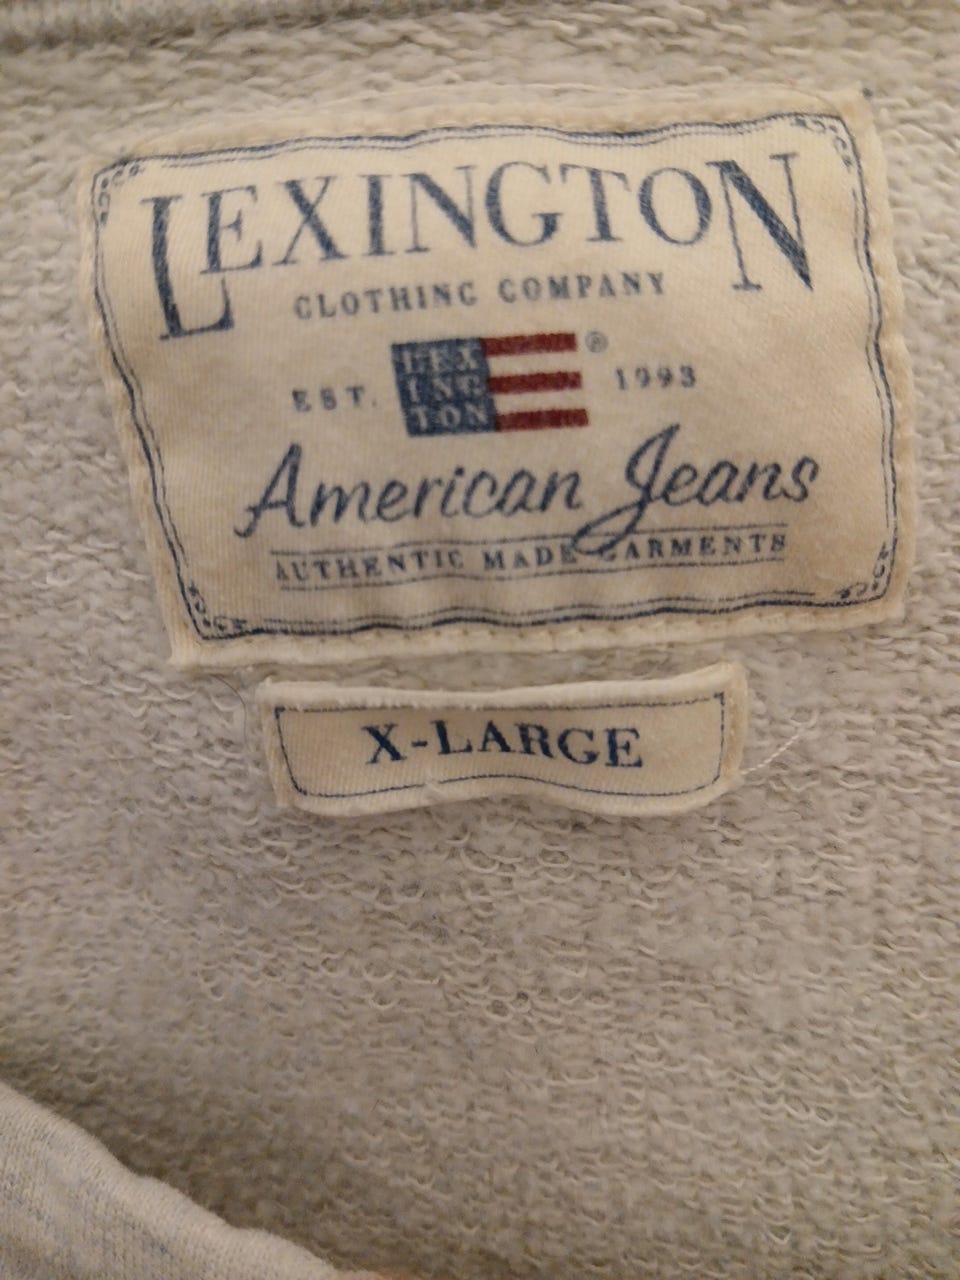 LEXINGTON
CLOTHING COMPANY
LEX
ING
TON
®
EST. 1993
American Jeans
AUTHENTIC MADE GARMENTS
X-LARGE